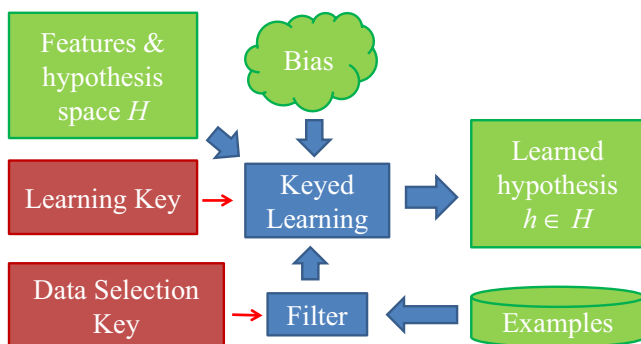 Features &
hypothesis
space H
Bias
Learning Key
Keyed
Learning
Learned
hypothesis
h ∈ H
Data Selection
Key
Filter
Examples